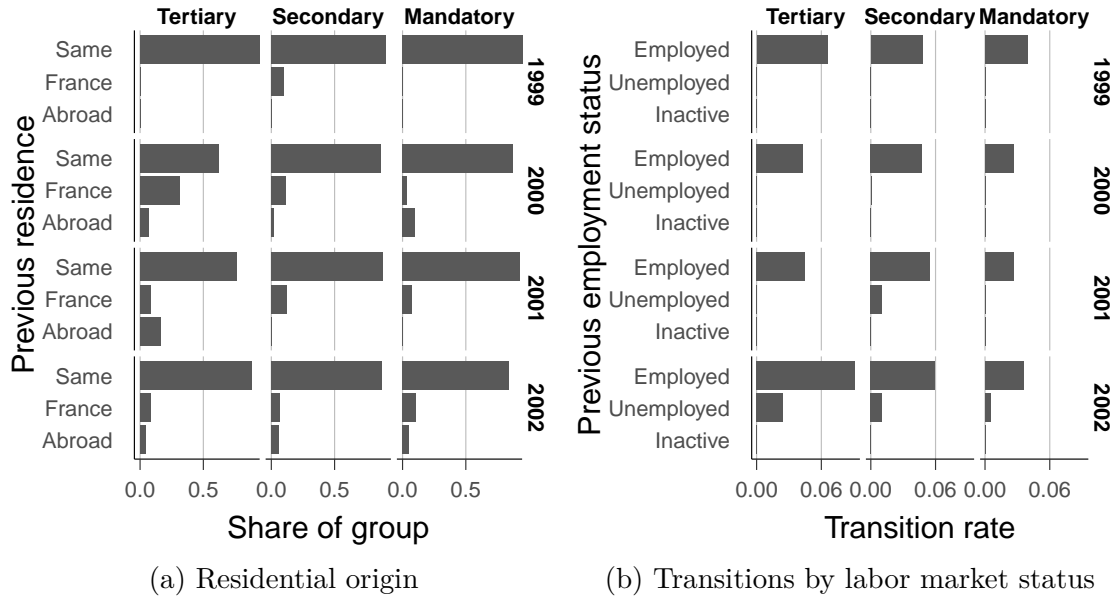 Tertiary Secondary Mandatory
Previous residence
Same
France
Abroad
1999
Same
France
Abroad
2000
Same
France
Abroad
2001
Same
France
Abroad
2002
0.0 0.5 0.0 0.5 0.0 0.5
Share of group
(a) Residential origin
Tertiary Secondary Mandatory
Previous employment status
Employed
Unemployed
Inactive
1999
Employed
Unemployed
Inactive
2000
Employed
Unemployed
Inactive
2001
Employed
Unemployed
Inactive
2002
0.00 0.06 0.00 0.06 0.00 0.06
Transition rate
(b) Transitions by labor market status